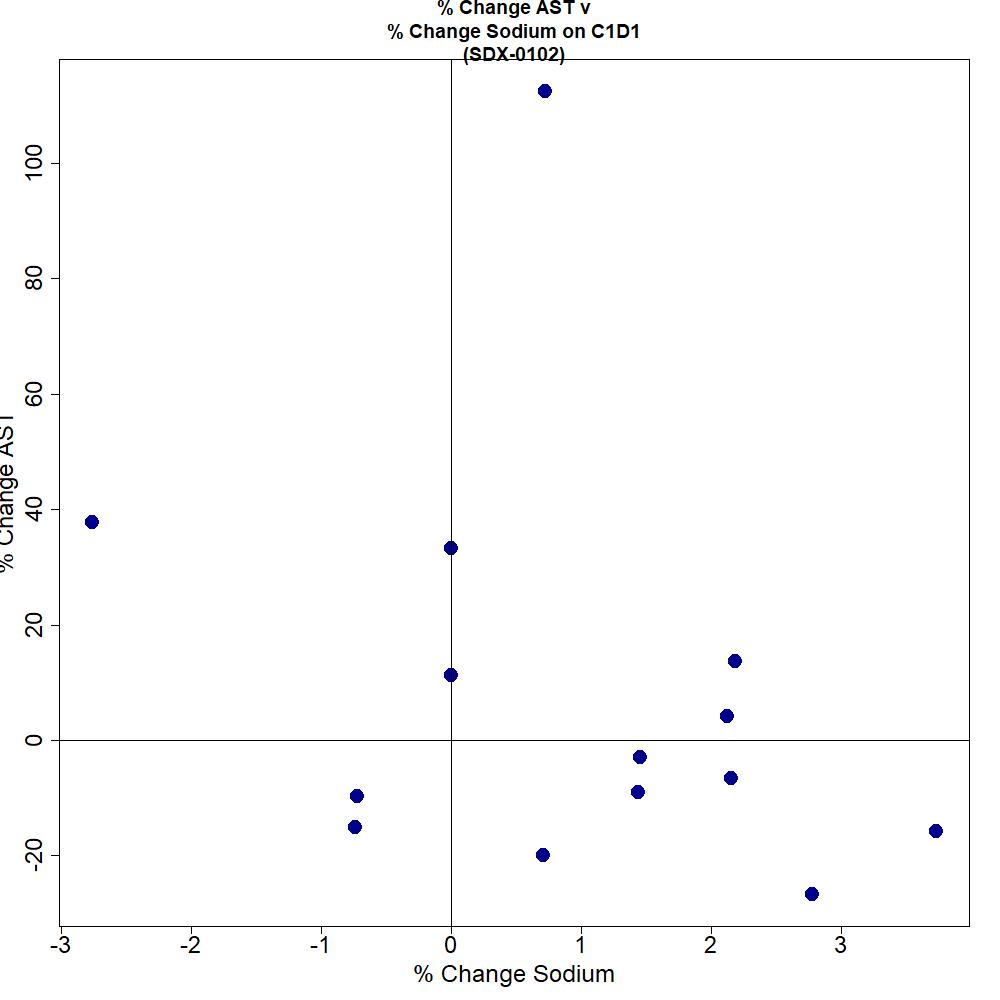 % Change AST v
% Change Sodium on C1D1
(SDX-0102)
% Change AST
100
80
60
40
20
0
-20
-3 -2 -1 0 1 2 3
% Change Sodium